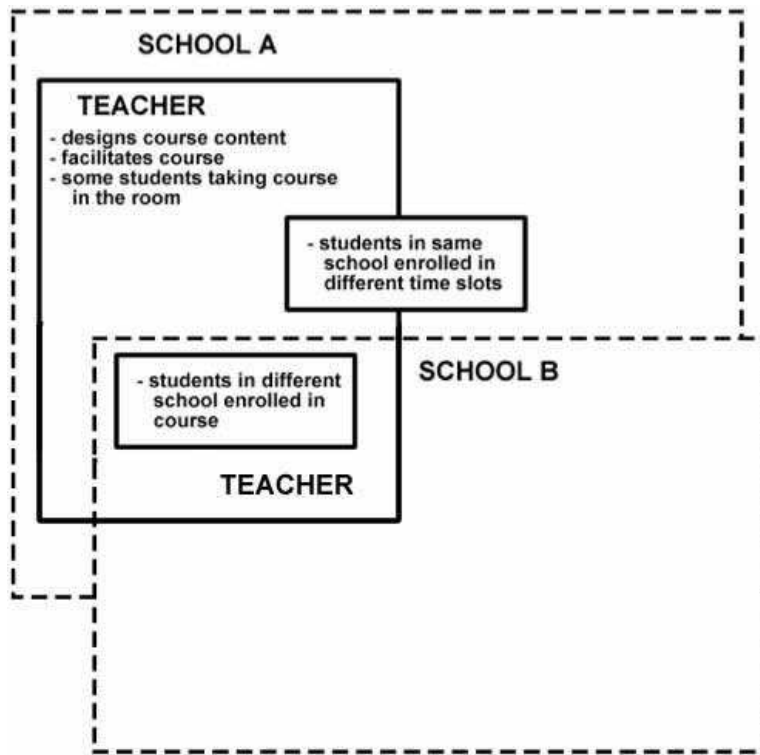 SCHOOL A
TEACHER
- designs course content
- facilitates course
- some students taking course
in the room
- students in same
school enrolled in
different time slots
SCHOOL B
- students in different
school enrolled in
course
TEACHER